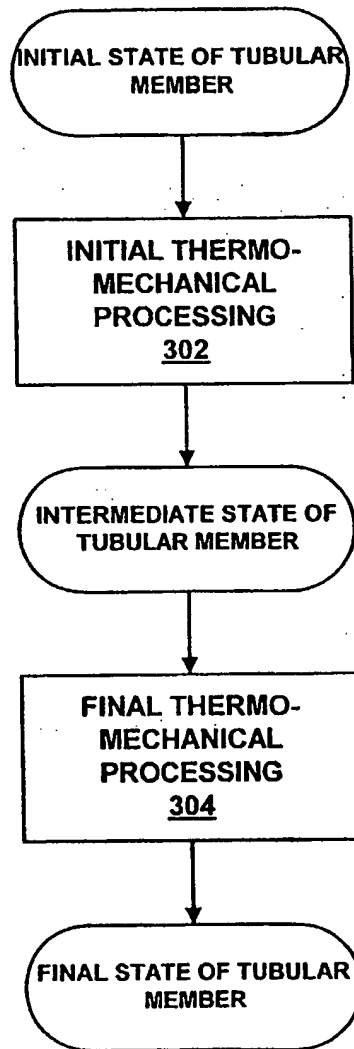 INITIAL STATE OF TUBULAR
MEMBER
INITIAL THERMO-
MECHANICAL
PROCESSING
302
INTERMEDIATE STATE OF
TUBULAR MEMBER
FINAL THERMO-
MECHANICAL
PROCESSING
304
FINAL STATE OF TUBULAR
MEMBER